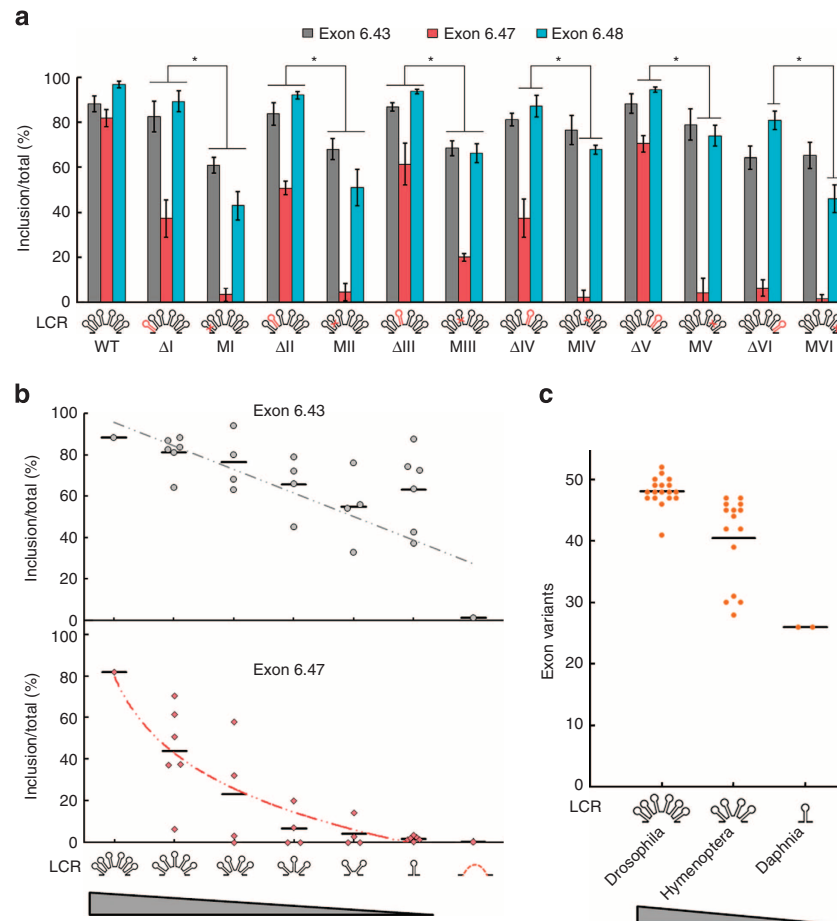 a
Exon 6.43 Exon 6.47 Exon 6.48
* * * * * *
Inclusion/total (%)
100
80
60
40
20
0
LCR
WT ΔI MI ΔII MII ΔIII MIII ΔIV MIV ΔV MV ΔVI MVI
b
Exon 6.43
Inclusion/total (%)
100
80
60
40
80
0
Exon 6.47
Inclusion/total (%)
100
80
60
40
20
0
LCR
c
Exon variants
50
40
30
20
10
0
LCR
Drosophila
Hymenoptera
Daphnia